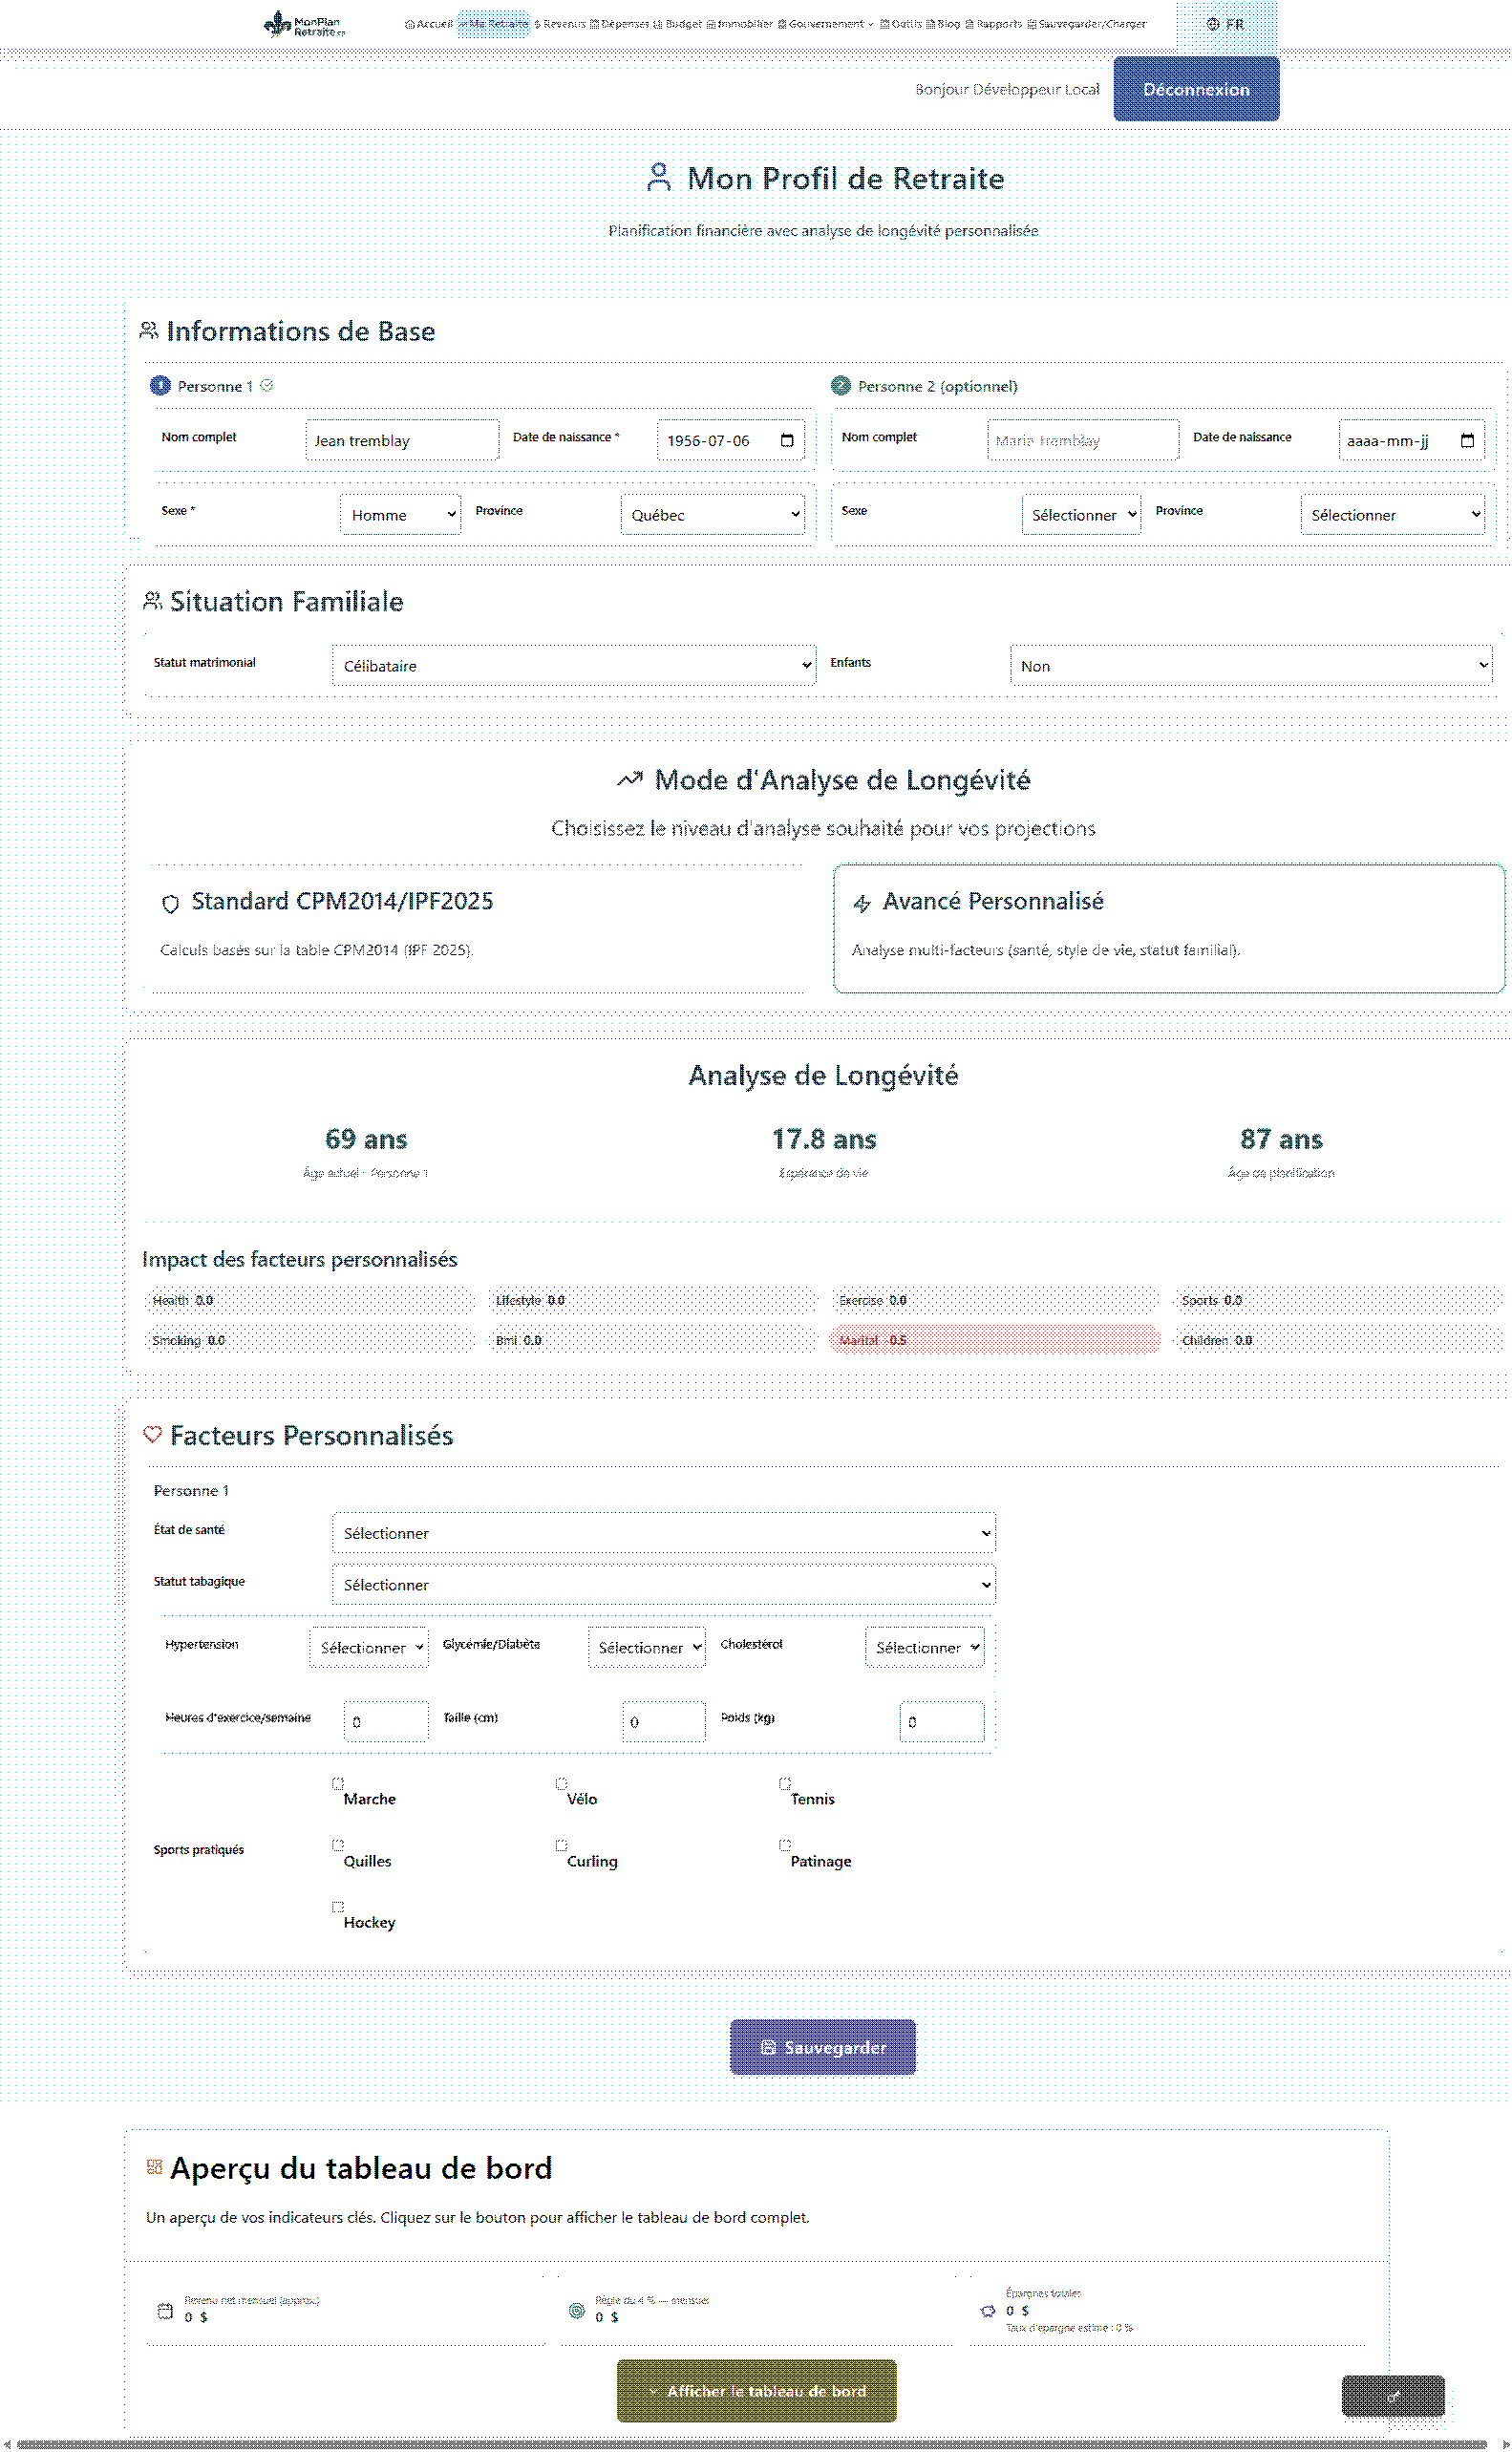 MonPlan
Retraite.ca
Accueil Ma Retraite Revenus Dépenses Budget Immobilier Gouvernement Outils Blog Rapports Sauvegarder/Charger FR
Bonjour Développeur Local Déconnexion
Mon Profil de Retraite
Planification financière avec analyse de longévité personnalisée
Informations de Base
1 Personne 1 2 Personne 2 (optionnel)
Nom complet Jean tremblay Date de naissance * 1956-07-06 Nom complet Marie Tremblay Date de naissance aaaa-mm-jj
Sexe * Homme Province Québec Sexe Sélectionner Province Sélectionner
Situation Familiale
Statut matrimonial Célibataire Enfants Non
Mode d'Analyse de Longévité
Choisissez le niveau d'analyse souhaité pour vos projections
Standard CPM2014/IPF2025 Avancé Personnalisé
Calculs basés sur la table CPM2014 (IPF 2025). Analyse multi-facteurs (santé, style de vie, statut familial).
Analyse de Longévité
69 ans 17.8 ans 87 ans
Âge actuel - Personne 1 Espérance de vie Âge de planification
Impact des facteurs personnalisés
Health 0.0 Lifestyle 0.0 Exercise 0.0 Sports 0.0
Smoking 0.0 Bmi 0.0 Marital -0.5 Children 0.0
Facteurs Personnalisés
Personne 1
État de santé Sélectionner
Statut tabagique Sélectionner
Hypertension Sélectionner Glycémie/Diabète Sélectionner Cholestérol Sélectionner
Heures d'exercice/semaine 0 Taille (cm) 0 Poids (kg) 0
Marche Vélo Tennis
Sports pratiqués
Quilles Curling Patinage
Hockey
Sauvegarder
Aperçu du tableau de bord
Un aperçu de vos indicateurs clés. Cliquez sur le bouton pour afficher le tableau de bord complet.
Revenu net mensuel (approx.) Règle du 4 % — mensuel Épargnes totales
0 $ 0 $ 0 $
Taux d'épargne estimé : 0 %
Afficher le tableau de bord